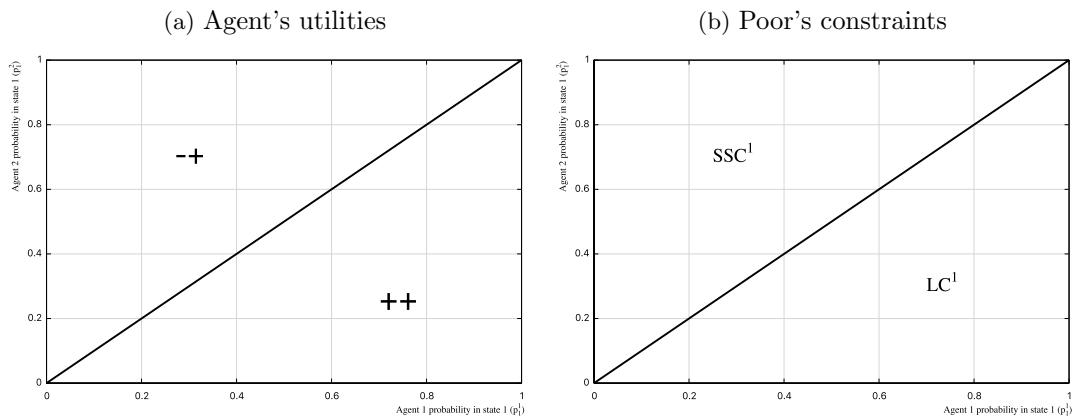 (a) Agent's utilities
(b) Poor's constraints
Agent 2 probability in state 1 (p₁²)
1
0.8
0.6
0.4
0.2
0
−+
++
0 0.2 0.4 0.6 0.8 1
Agent 1 probability in state 1 (p₁¹)
Agent 2 probability in state 1 (p₁²)
1
0.8
0.6
0.4
0.2
0
SSC¹
LC¹
0 0.2 0.4 0.6 0.8 1
Agent 1 probability in state 1 (p₁¹)